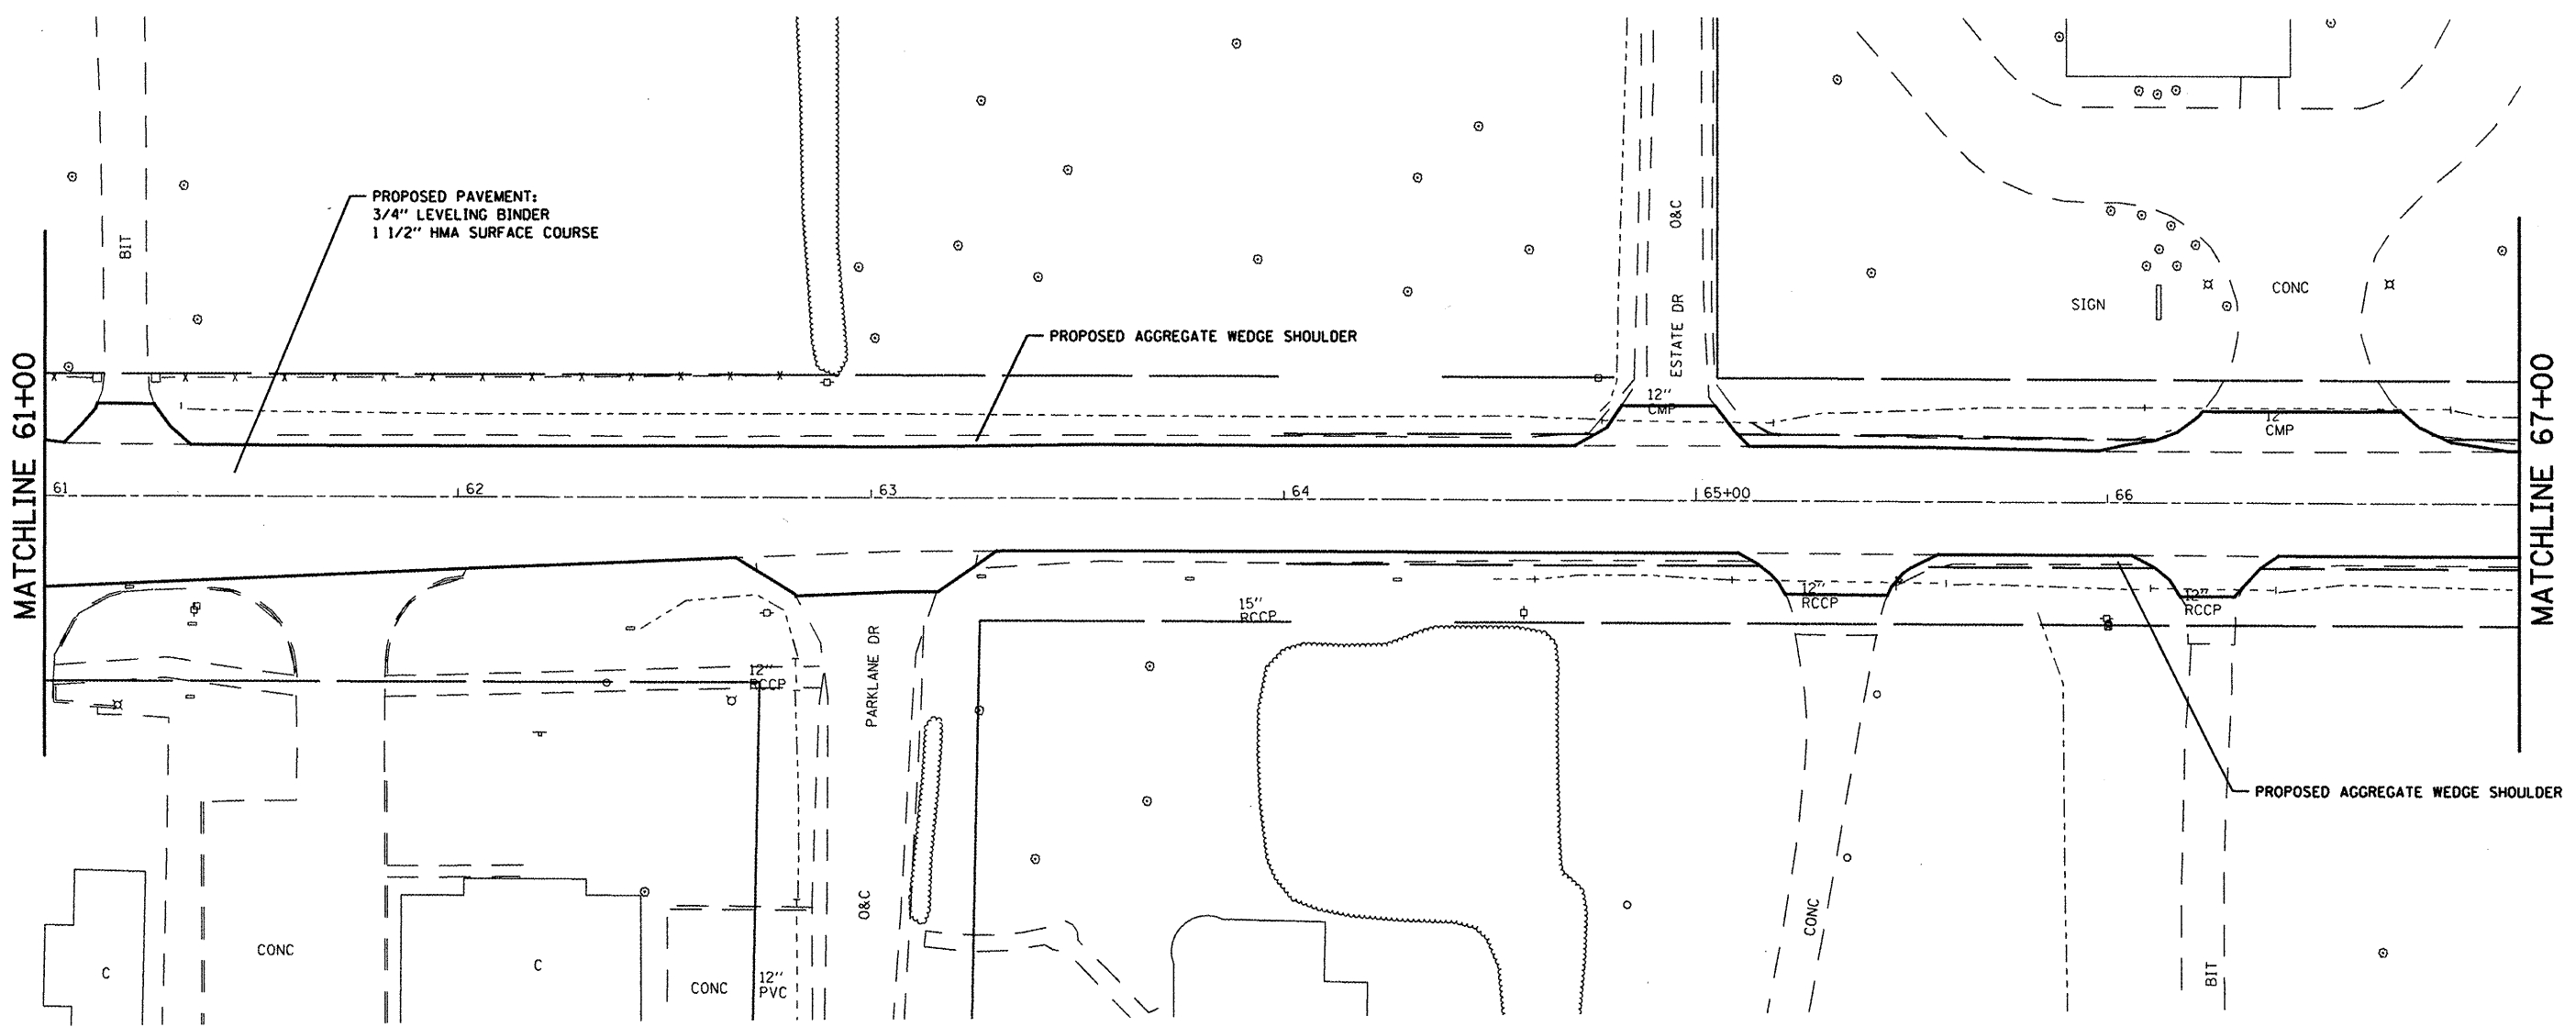 BIT
PROPOSED PAVEMENT:
3/4" LEVELING BINDER
1 1/2" HMA SURFACE COURSE
O&C
ESTATE DR
SIGN
CONC
PROPOSED AGGREGATE WEDGE SHOULDER
MATCHLINE 61+00
MATCHLINE 67+00
12"
CMP
12
CMP
61
62
63
64
65+00
66
12"
RCCP
12"
RCCP
15"
RCCP
PARKLANE DR
12"
RCCP
PROPOSED AGGREGATE WEDGE SHOULDER
O&C
CONC
CONC
C
C
CONC
12"
PVC
BIT